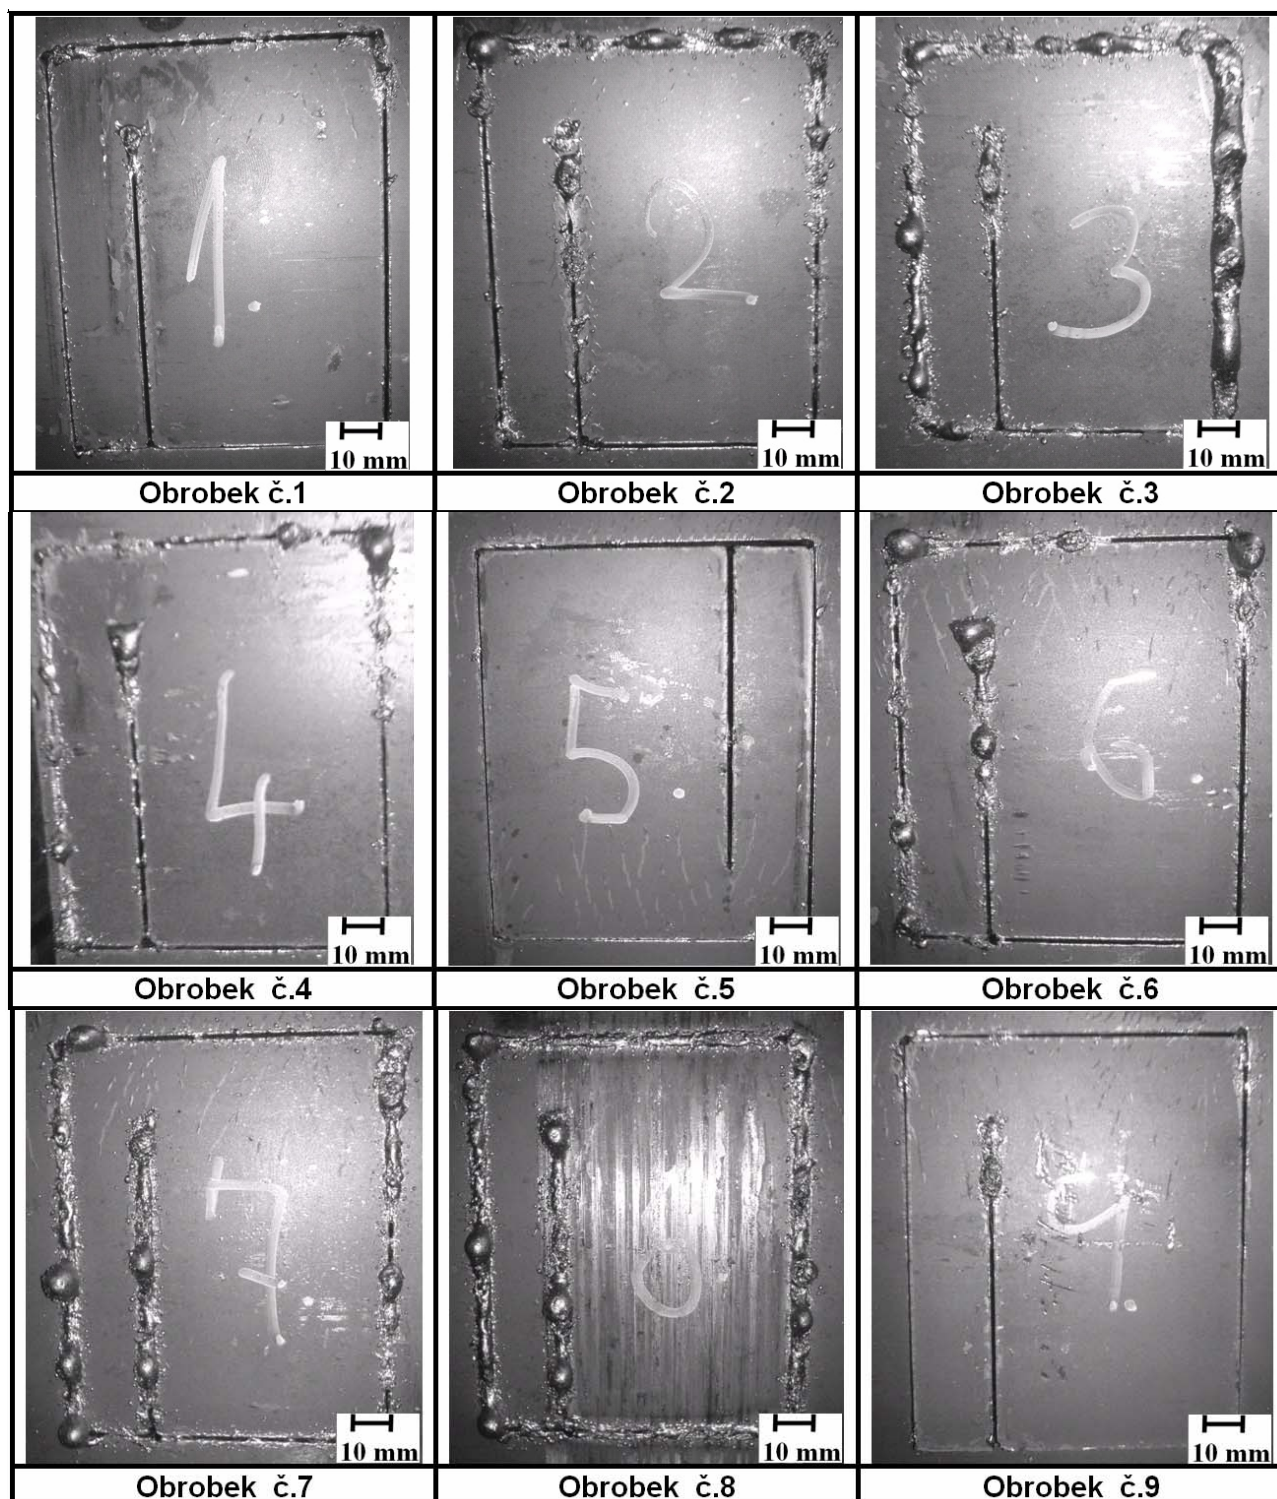 1.
10 mm
Obrobek č.1
2
10 mm
Obrobek č.2
3
10 mm
Obrobek č.3
4
10 mm
Obrobek č.4
5.
10 mm
Obrobek č.5
6.
10 mm
Obrobek č.6
7.
10 mm
Obrobek č.7
8
10 mm
Obrobek č.8
9.
10 mm
Obrobek č.9